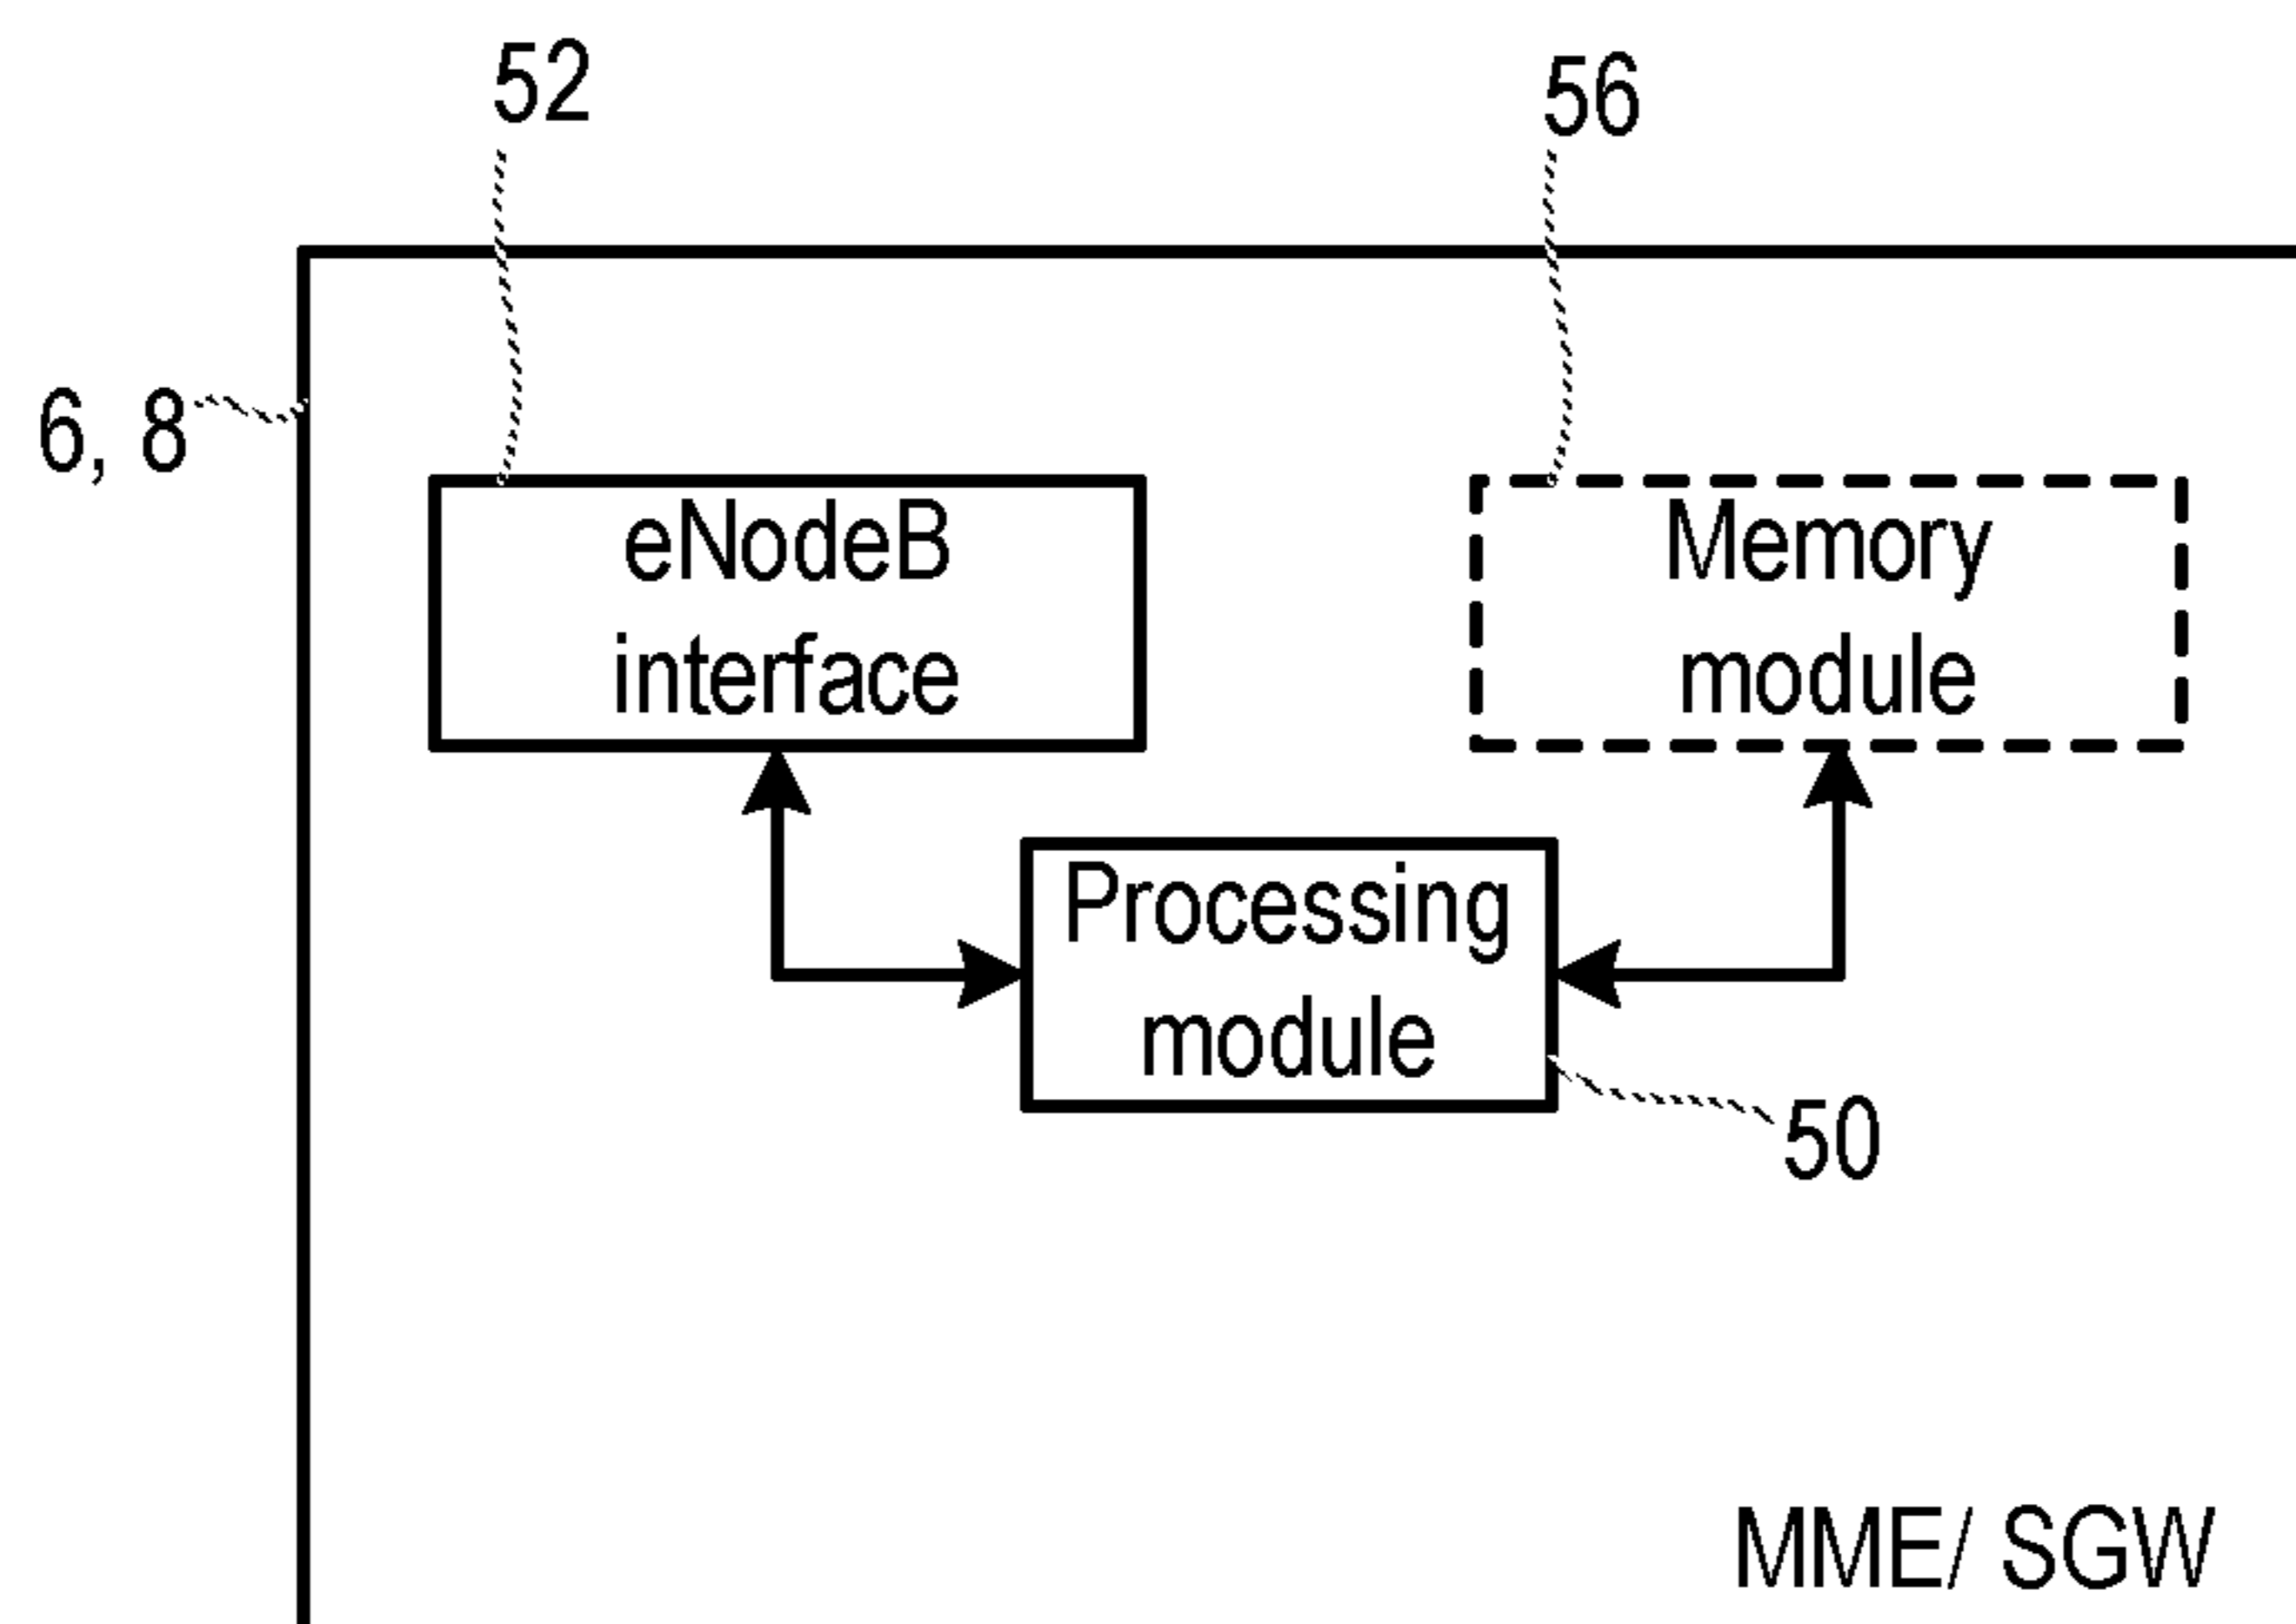 52
56
6, 8
eNodeB
interface
Memory
module
Processing
module
50
MME/ SGW